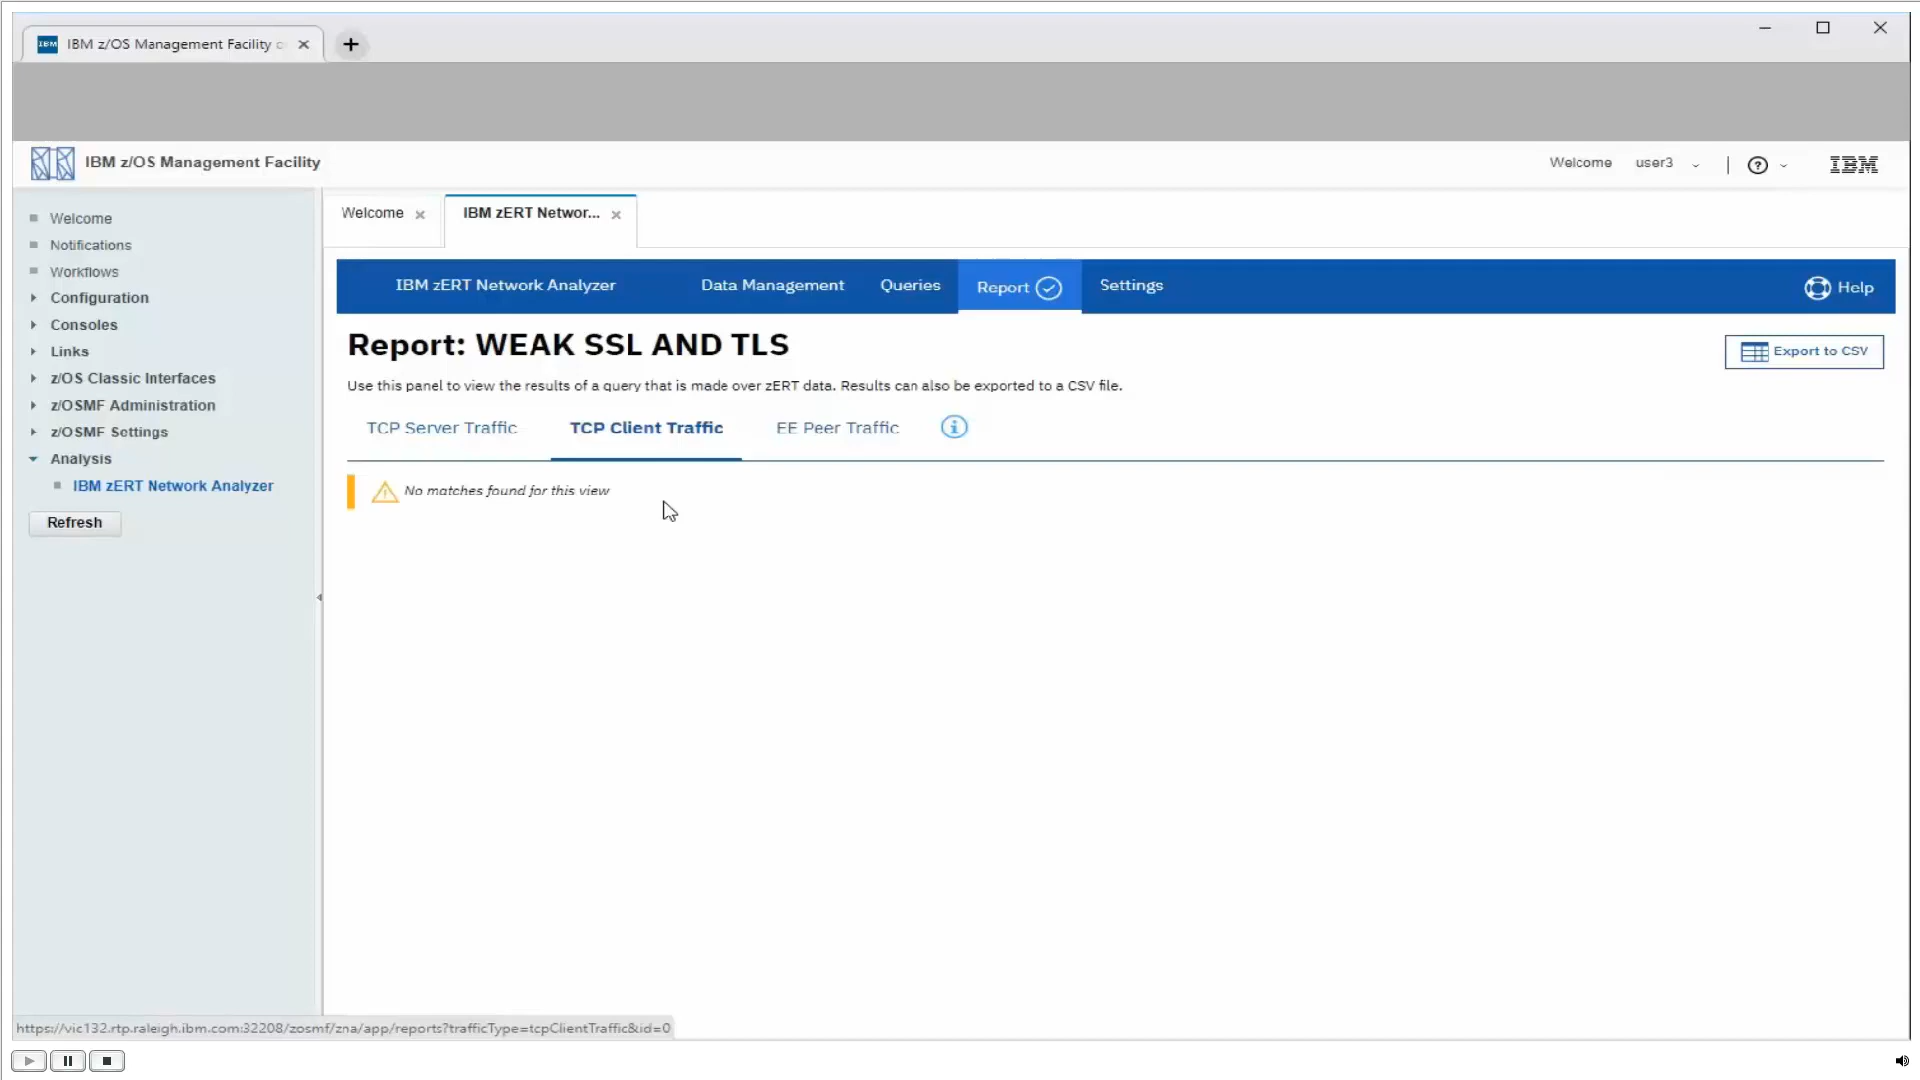 IBM IBM z/OS Management Facility
IBM z/OS Management Facility
Welcome user3
IBM
Welcome
Notifications
Workflows
Configuration
Consoles
Links
z/OS Classic Interfaces
z/OSMF Administration
z/OSMF Settings
Analysis
IBM zERT Network Analyzer
Refresh
Welcome
IBM zERT Networ...
IBM zERT Network Analyzer Data Management Queries Report Settings Help
Report: WEAK SSL AND TLS
Export to CSV
Use this panel to view the results of a query that is made over zERT data. Results can also be exported to a CSV file.
TCP Server Traffic TCP Client Traffic EE Peer Traffic
No matches found for this view
https://vic132.rtp.raleigh.ibm.com:32208/zosmf/zna/app/reports?trafficType=tcpClientTraffic&id=0